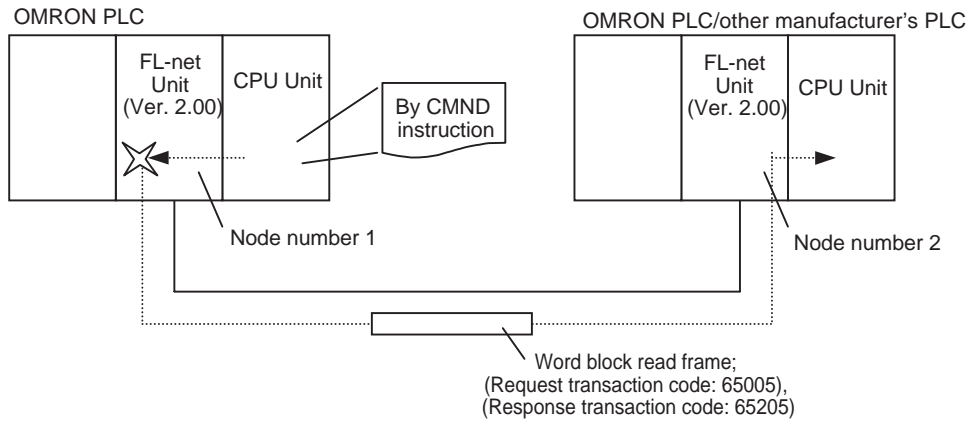 OMRON PLC
OMRON PLC/other manufacturer's PLC
FL-net
Unit
(Ver. 2.00)
CPU Unit
By CMND
instruction
FL-net
Unit
(Ver. 2.00)
CPU Unit
Node number 1
Node number 2
Word block read frame;
(Request transaction code: 65005),
(Response transaction code: 65205)